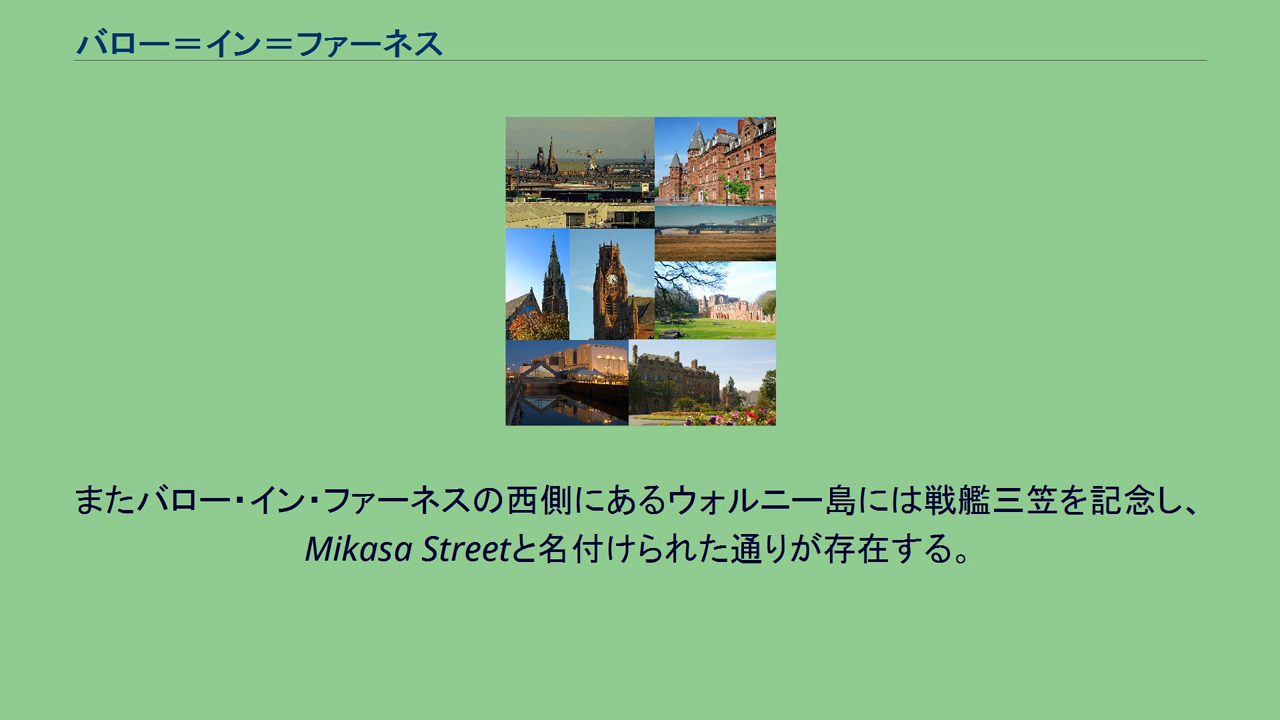 バロー＝イン＝ファーネス
またバロー・イン・ファーネスの西側にあるウォルニー島には戦艦三笠を記念し、
Mikasa Streetと名付けられた通りが存在する。